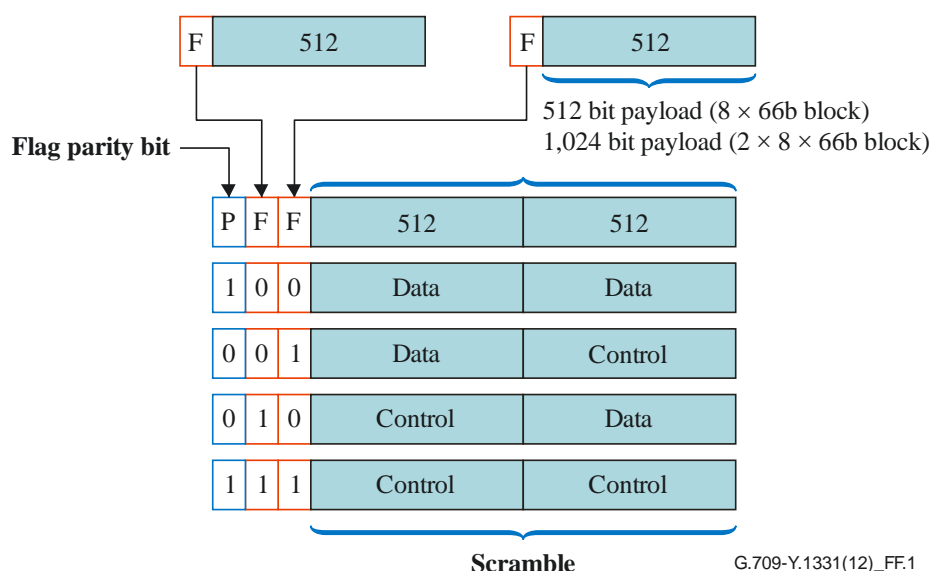 F 512 F 512
512 bit payload (8 × 66b block)
1,024 bit payload (2 × 8 × 66b block)
Flag parity bit
P F F 512 512
1 0 0 Data Data
0 0 1 Data Control
0 1 0 Control Data
1 1 1 Control Control
Scramble
G.709-Y.1331(12)_FF.1